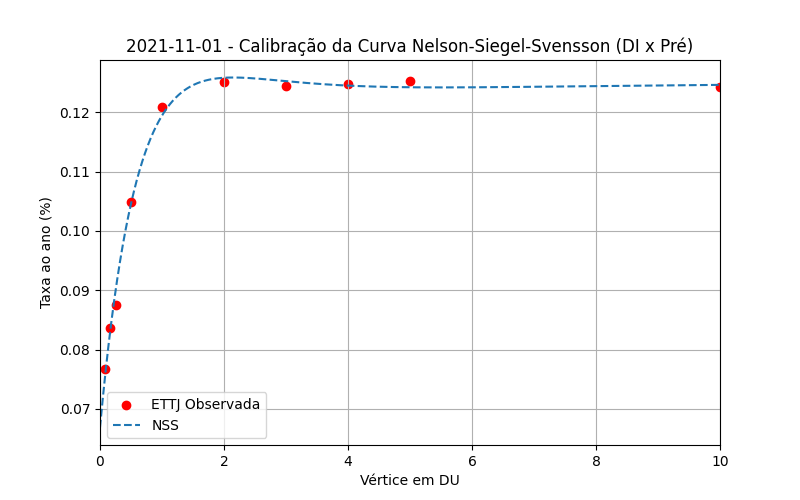 2021-11-01 - Calibração da Curva Nelson-Siegel-Svensson (DI x Pré)
Taxa ao ano (%)
0.12
0.11
0.10
0.09
0.08
0.07
ETTJ Observada
NSS
0 2 4 6 8 10
Vértice em DU